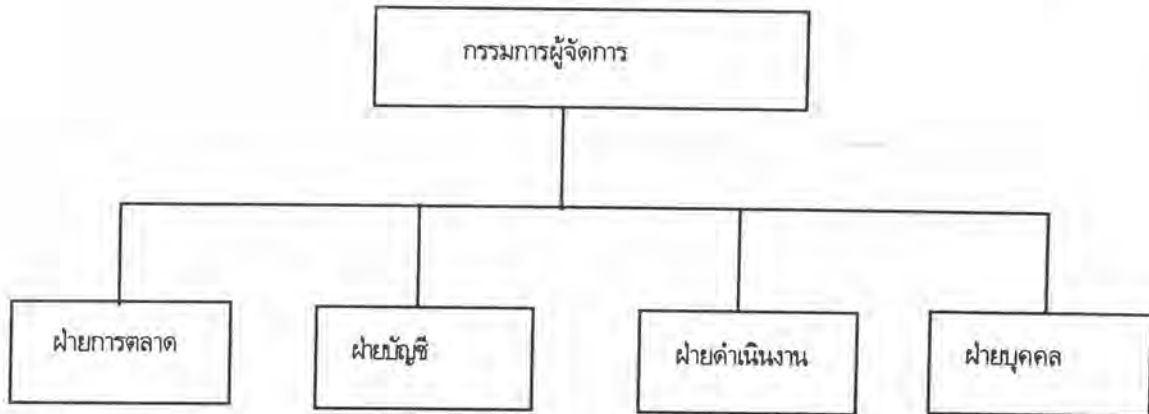 กรรมการผู้จัดการ
ฝ่ายการตลาด
ฝ่ายบัญชี
ฝ่ายดำเนินงาน
ฝ่ายบุคคล